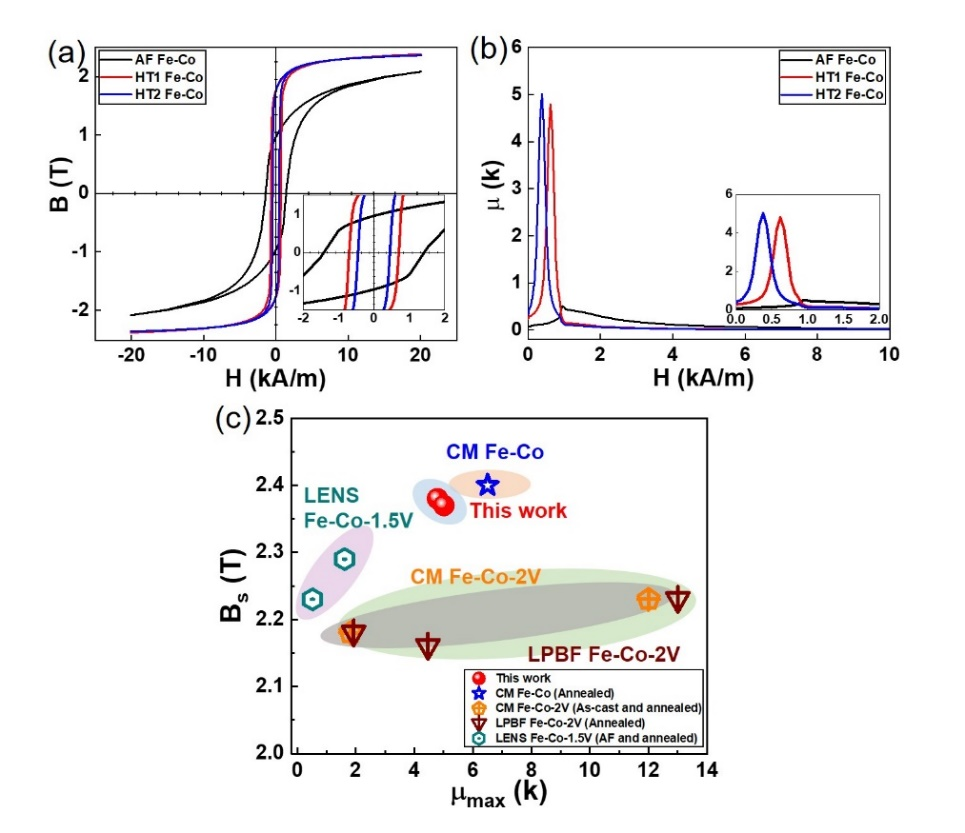 (a)
AF Fe-Co
HT1 Fe-Co
HT2 Fe-Co
B (T)
2
1
0
-1
-2
-20
-10
0
10
20
H (kA/m)
1
0
-1
-2
-1
0
1
2
(b)
AF Fe-Co
HT1 Fe-Co
HT2 Fe-Co
μ (k)
6
5
4
3
2
1
0
0
2
4
6
8
10
H (kA/m)
6
4
2
0
0.0
0.5
1.0
1.5
2.0
(c)
Bs (T)
2.5
2.4
2.3
2.2
2.1
2.0
CM Fe-Co
This work
LENS
Fe-Co-1.5V
CM Fe-Co-2V
LPBF Fe-Co-2V
This work
CM Fe-Co (Annealed)
CM Fe-Co-2V (As-cast and annealed)
LPBF Fe-Co-2V (Annealed)
LENS Fe-Co-1.5V (AF and annealed)
0
2
4
6
8
10
12
14
μmax (k)